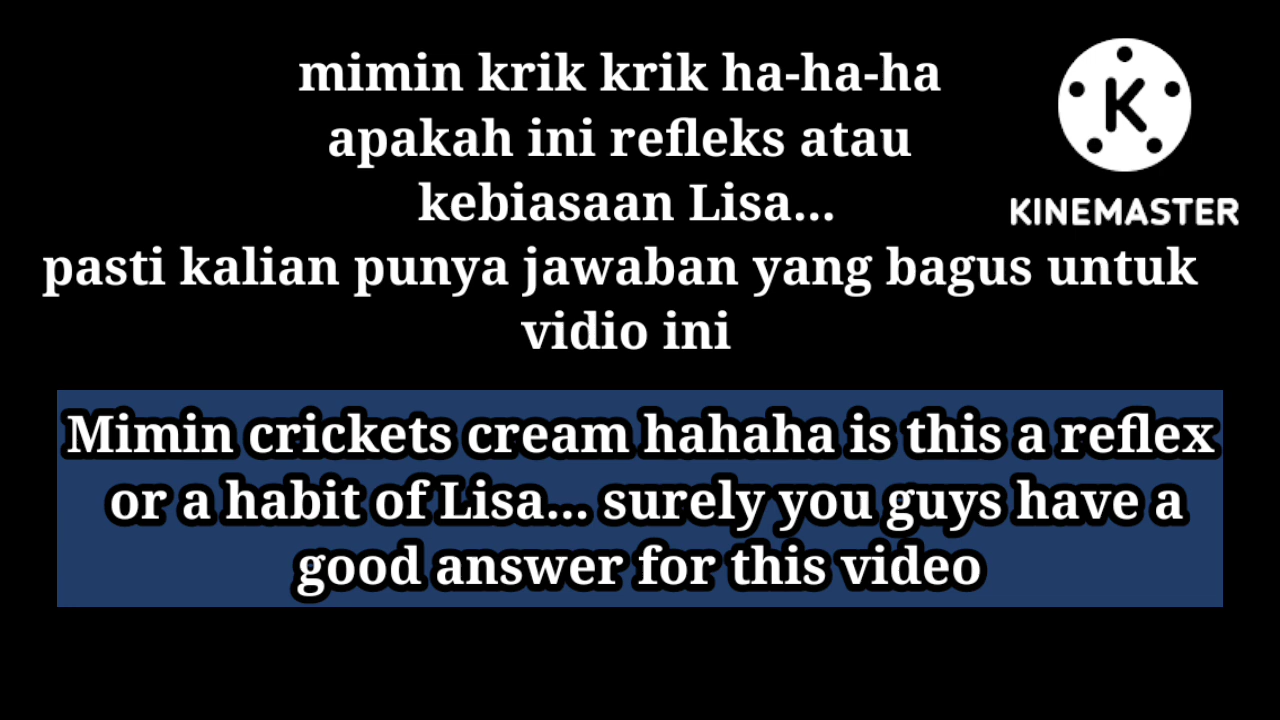 mimin krik krik ha-ha-ha
apakah ini refleks atau
kebiasaan Lisa...
pasti kalian punya jawaban yang bagus untuk
vidio ini
K
KINEMASTER
Mimin crickets cream hahaha is this a reflex
or a habit of Lisa... surely you guys have a
good answer for this video